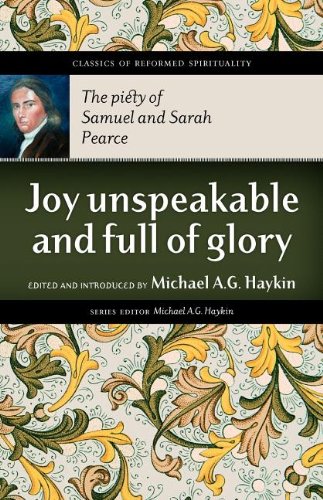 CLASSICS OF REFORMED SPIRITUALITY
The piety of
Samuel and Sarah
Pearce
Joy unspeakable
and full of glory
EDITED AND INTRODUCED BY Michael A.G. Haykin
SERIES EDITOR Michael A.G. Haykin